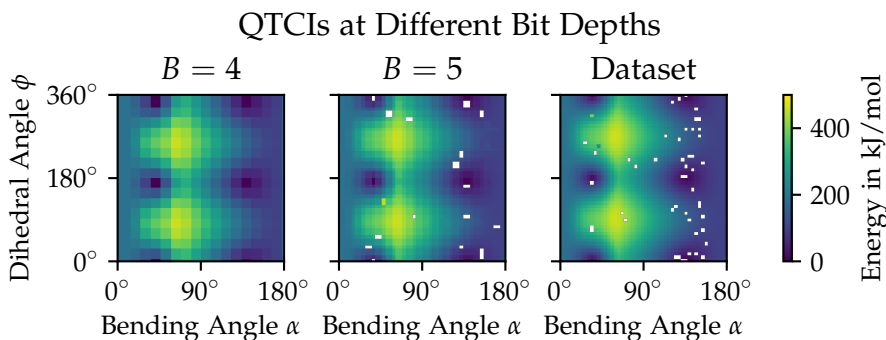 QTCIs at Different Bit Depths
B = 4
B = 5
Dataset
Dihedral Angle ϕ
360°
180°
0°
0°
90°
180°
0°
90°
180°
0°
90°
180°
Bending Angle α
Bending Angle α
Bending Angle α
400
200
0
Energy in kJ/mol